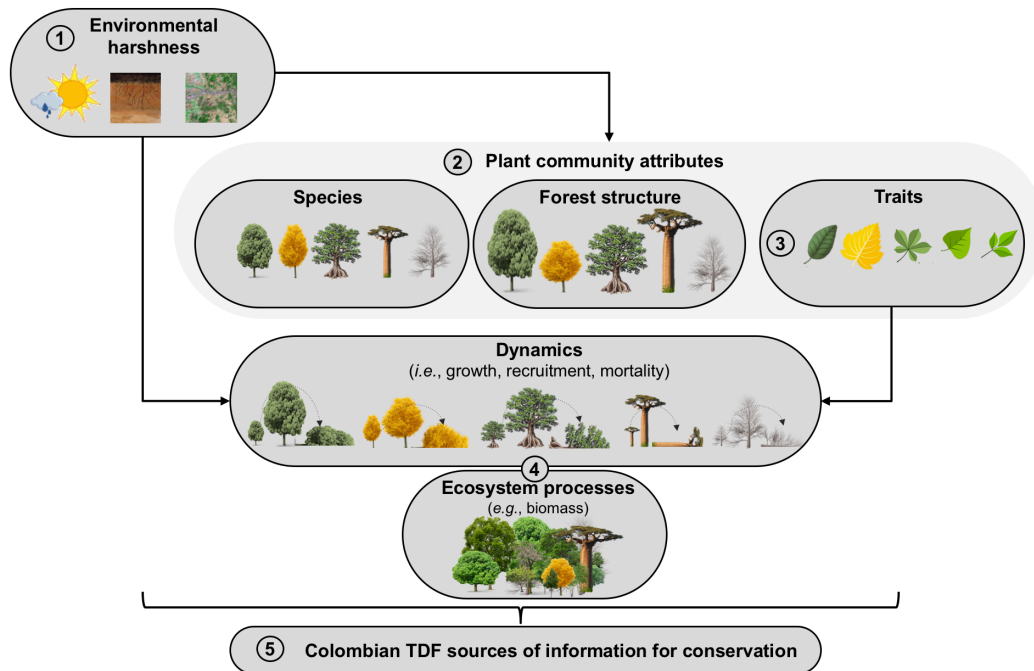 1
Environmental
harshness
2 Plant community attributes
Species
Forest structure
Traits
3
Dynamics
(i.e., growth, recruitment, mortality)
4
Ecosystem processes
(e.g., biomass)
5 Colombian TDF sources of information for conservation